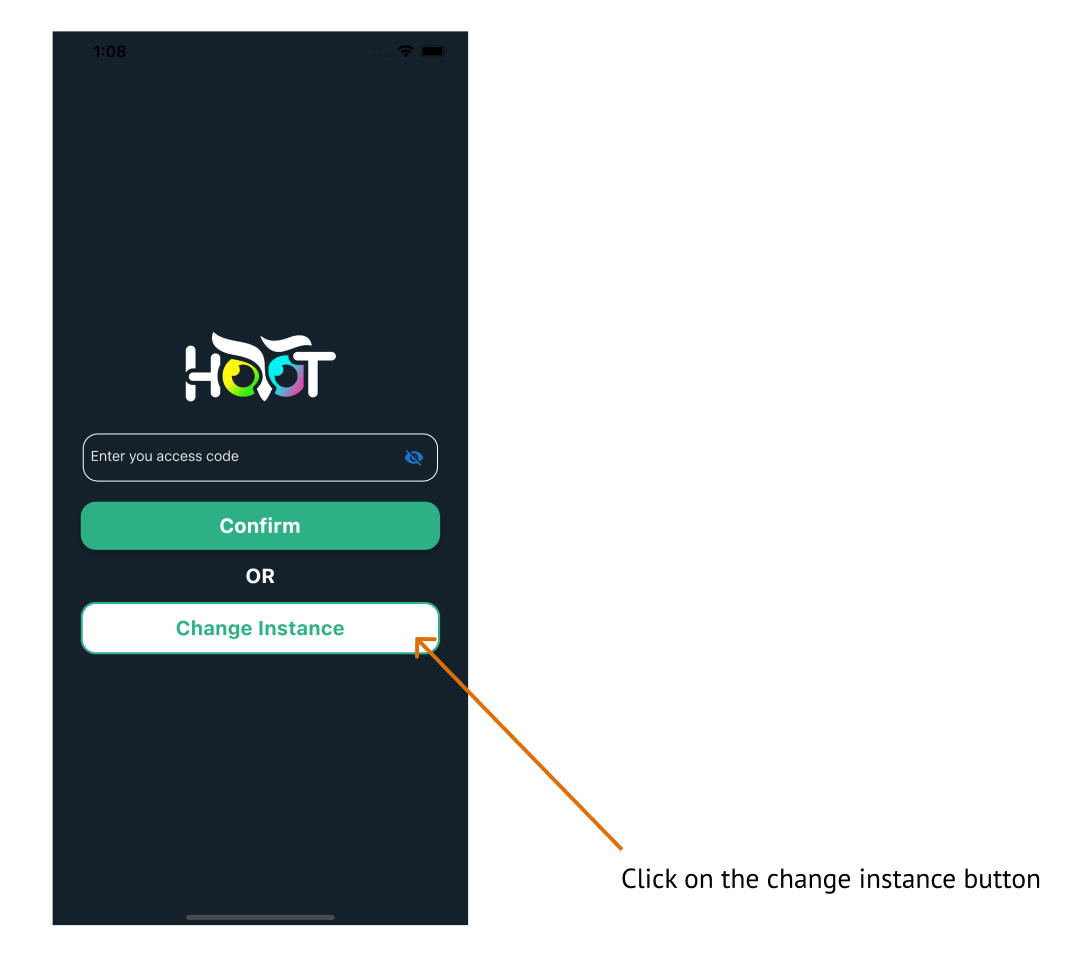 1:08
HOOT
Enter you access code
Confirm
OR
Change Instance
Click on the change instance button